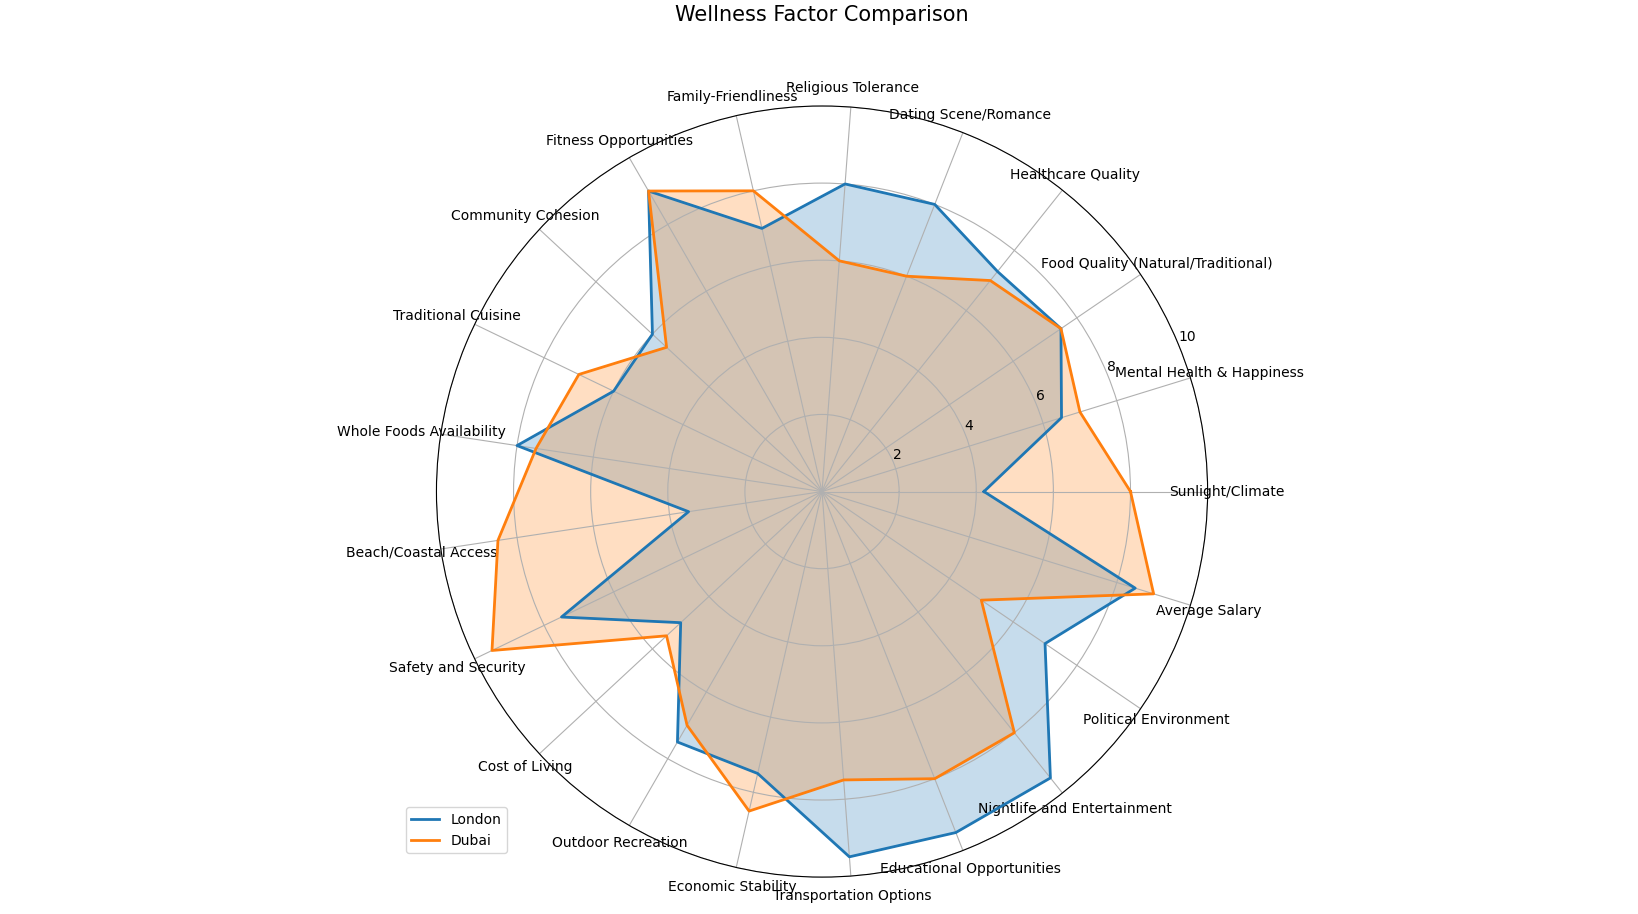 Wellness Factor Comparison
Religious Tolerance
Family-Friendliness
Dating Scene/Romance
Fitness Opportunities
Healthcare Quality
Community Cohesion
Food Quality (Natural/Traditional)
Traditional Cuisine
10
8
Mental Health & Happiness
6
4
Whole Foods Availability
2
Sunlight/Climate
Beach/Coastal Access
Average Salary
Safety and Security
Political Environment
Cost of Living
Nightlife and Entertainment
London
Dubai
Outdoor Recreation
Educational Opportunities
Economic Stability
Transportation Options